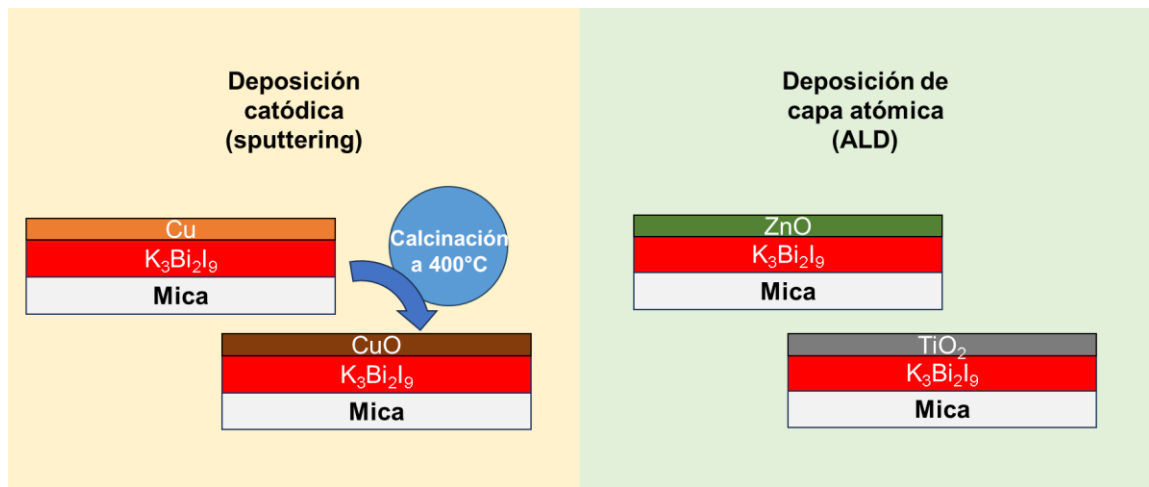 Deposición
catódica
(sputtering)
Cu
K₃Bi₂I₉
Mica
Calcinación
a 400°C
CuO
K₃Bi₂I₉
Mica
Deposición de
capa atómica
(ALD)
ZnO
K₃Bi₂I₉
Mica
TiO₂
K₃Bi₂I₉
Mica